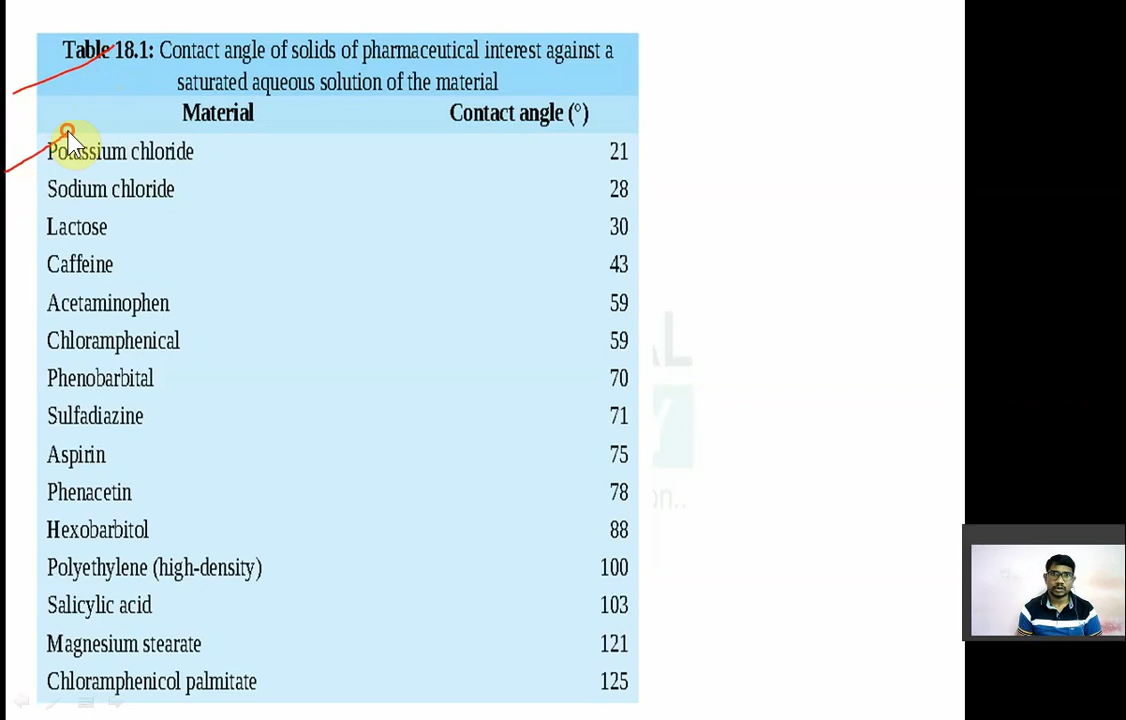 Table 18.1: Contact angle of solids of pharmaceutical interest against a
saturated aqueous solution of the material
Material Contact angle (°)
Potassium chloride 21
Sodium chloride 28
Lactose 30
Caffeine 43
Acetaminophen 59
Chloramphenical 59
Phenobarbital 70
Sulfadiazine 71
Aspirin 75
Phenacetin 78
Hexobarbitol 88
Polyethylene (high-density) 100
Salicylic acid 103
Magnesium stearate 121
Chloramphenicol palmitate 125